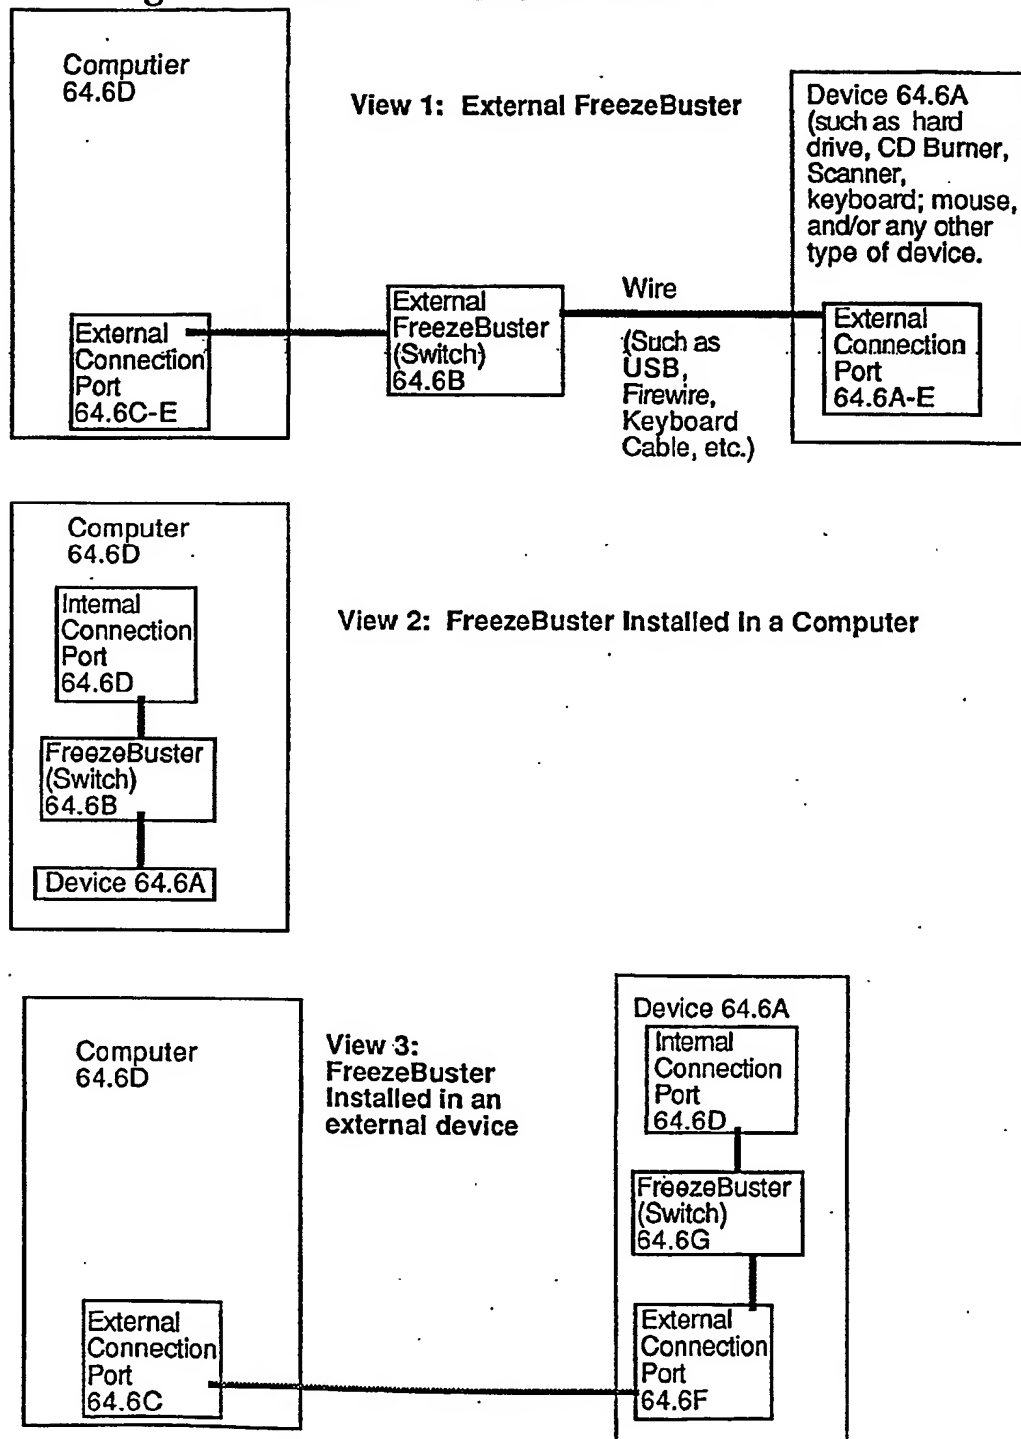 Computier
64.6D
View 1: External FreezeBuster
Device 64.6A
(such as hard
drive, CD Burner,
Scanner,
keyboard; mouse,
and/or any other
type of device.
External
Connection
Port
64.6C-E
External
FreezeBuster
(Switch)
64.6B
Wire
(Such as
USB,
Firewire,
Keyboard
Cable, etc.)
External
Connection
Port
64.6A-E
Computer
64.6D
Internal
Connection
Port
64.6D
View 2: FreezeBuster Installed in a Computer
FreezeBuster
(Switch)
64.6B
Device 64.6A
Computer
64.6D
View 3:
FreezeBuster
Installed in an
external device
Device 64.6A
Internal
Connection
Port
64.6D
FreezeBuster
(Switch)
64.6G
External
Connection
Port
64.6C
External
Connection
Port
64.6F